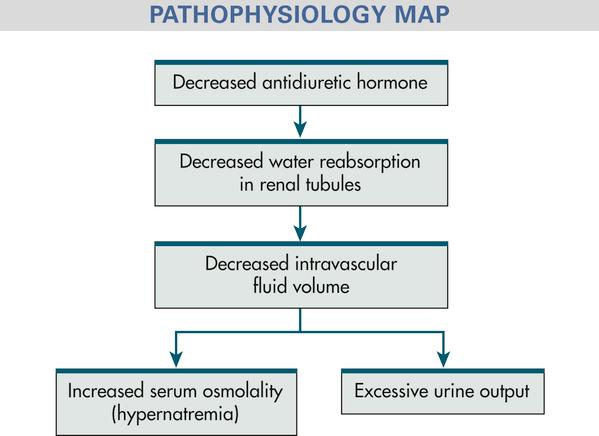 PATHOPHYSIOLOGY MAP
Decreased antidiuretic hormone
Decreased water reabsorption
in renal tubules
Decreased intravascular
fluid volume
Increased serum osmolality
(hypernatremia)
Excessive urine output